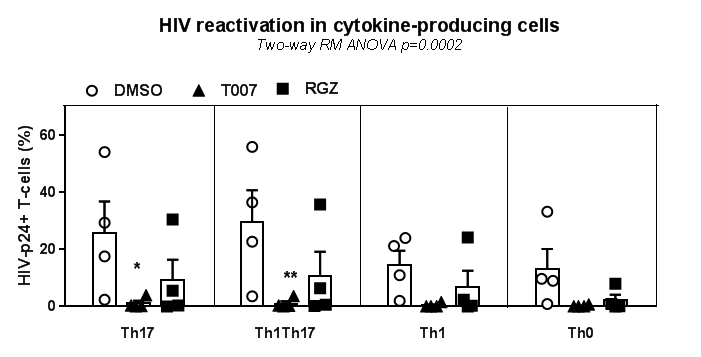 HIV reactivation in cytokine-producing cells
Two-way RM ANOVA p=0.0002
DMSO T007 RGZ
HIV-p24+ T-cells (%)
60
40
20
0
*
**
Th17 Th1Th17 Th1 Th0